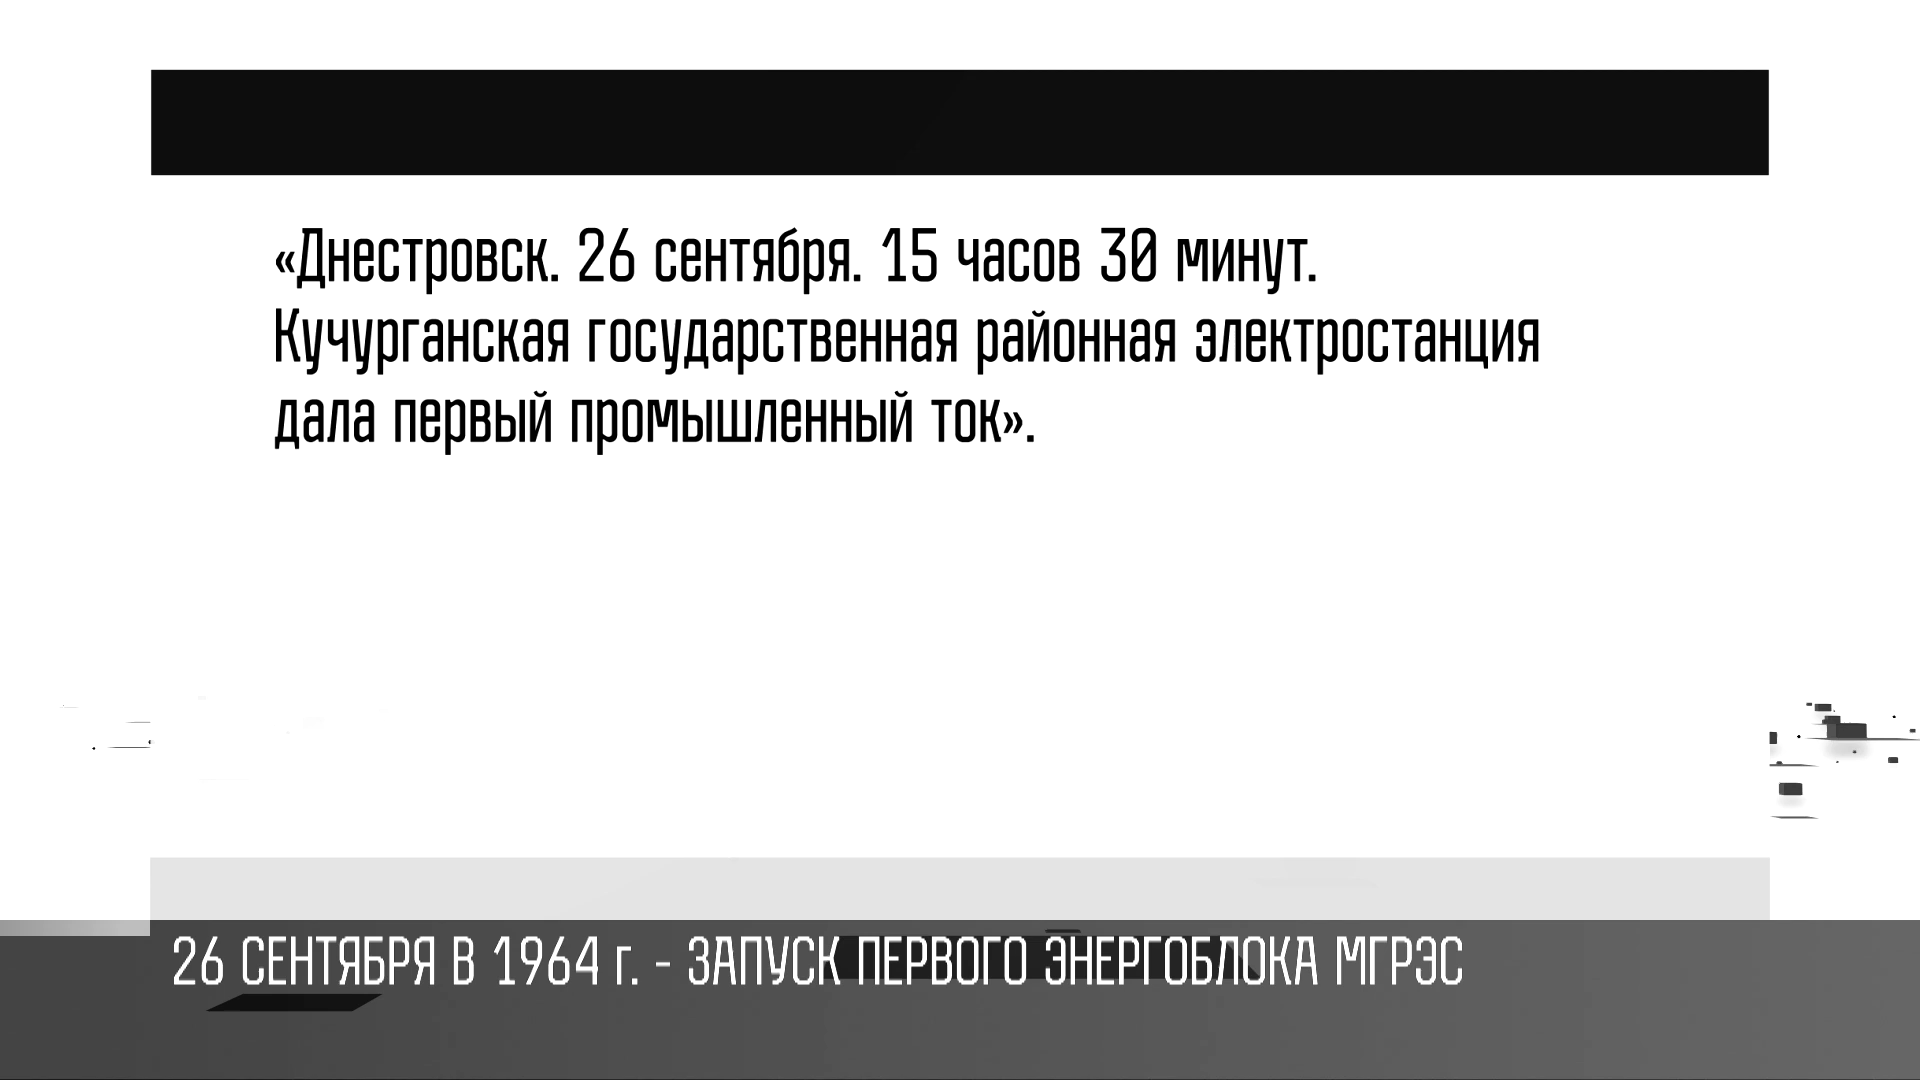 «Днестровск. 26 сентября. 15 часов 30 минут.
Кучурганская государственная районная электростанция
дала первый промышленный ток».
26 СЕНТЯБРЯ В 1964 г. - ЗАПУСК ПЕРВОГО ЭНЕРГОБЛОКА МГРЭС